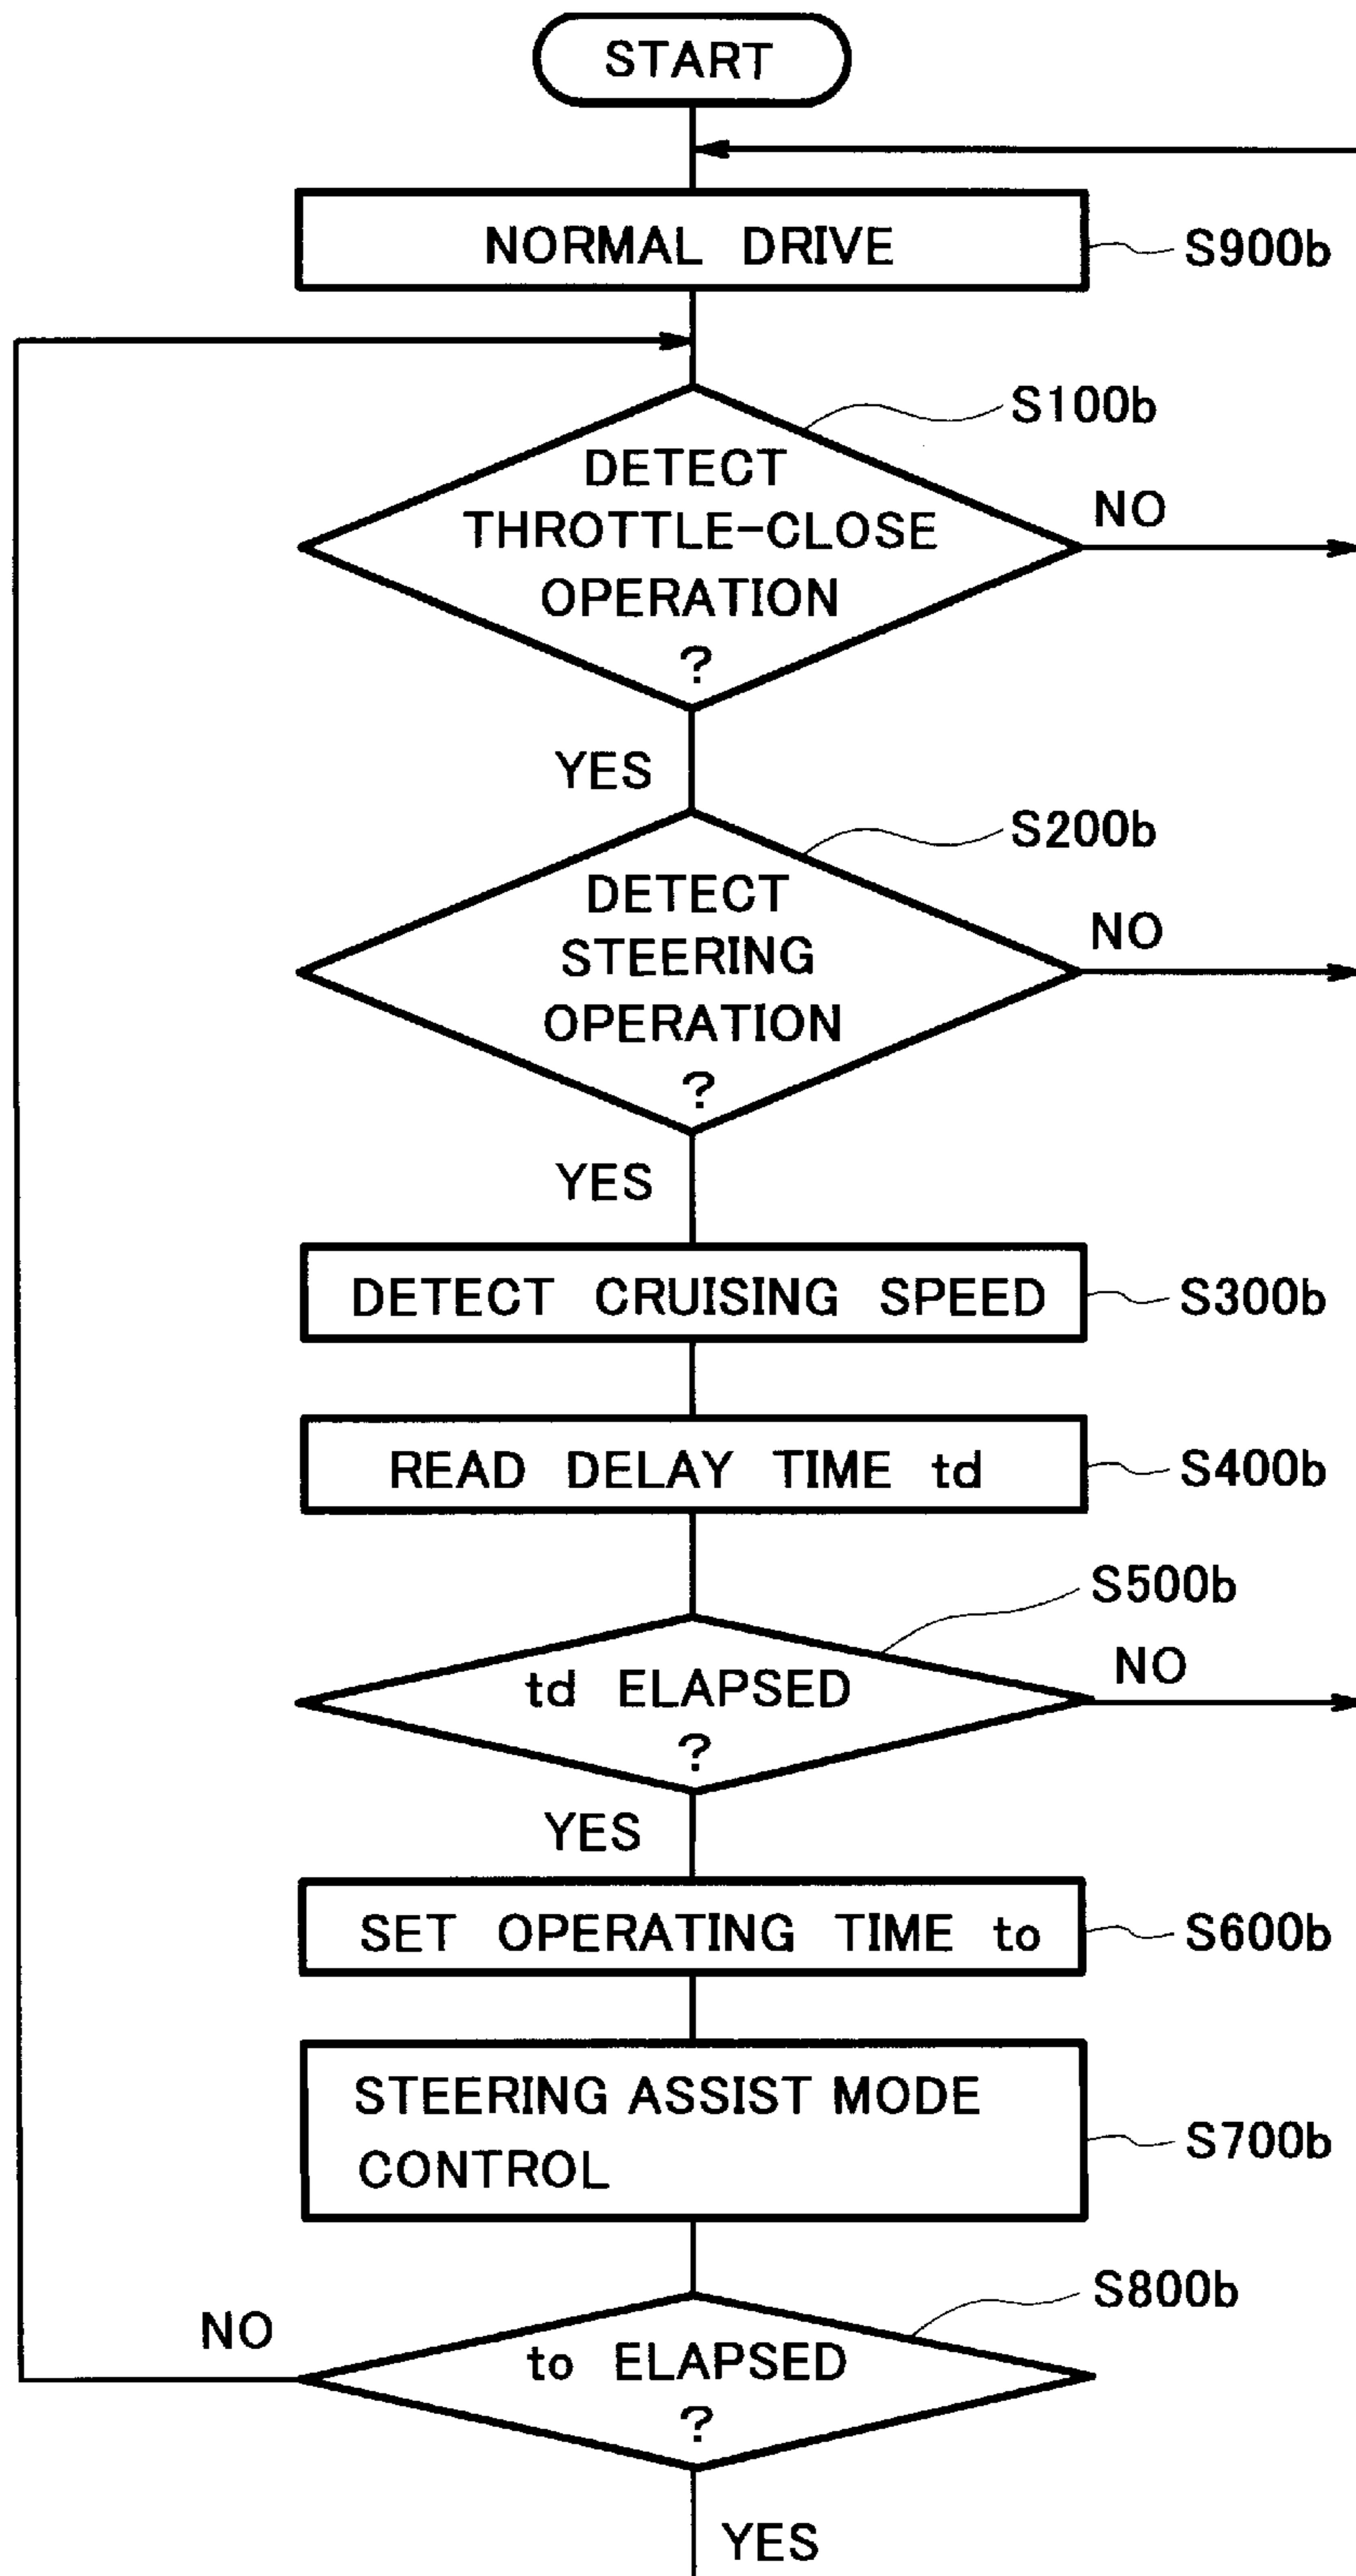 START
NORMAL DRIVE
S900b
S100b
DETECT
THROTTLE-CLOSE
OPERATION
?
NO
YES
S200b
DETECT
STEERING
OPERATION
?
NO
YES
DETECT CRUISING SPEED
S300b
READ DELAY TIME td
S400b
S500b
td ELAPSED
?
NO
YES
SET OPERATING TIME to
S600b
STEERING ASSIST MODE
CONTROL
S700b
S800b
NO
to ELAPSED
?
YES